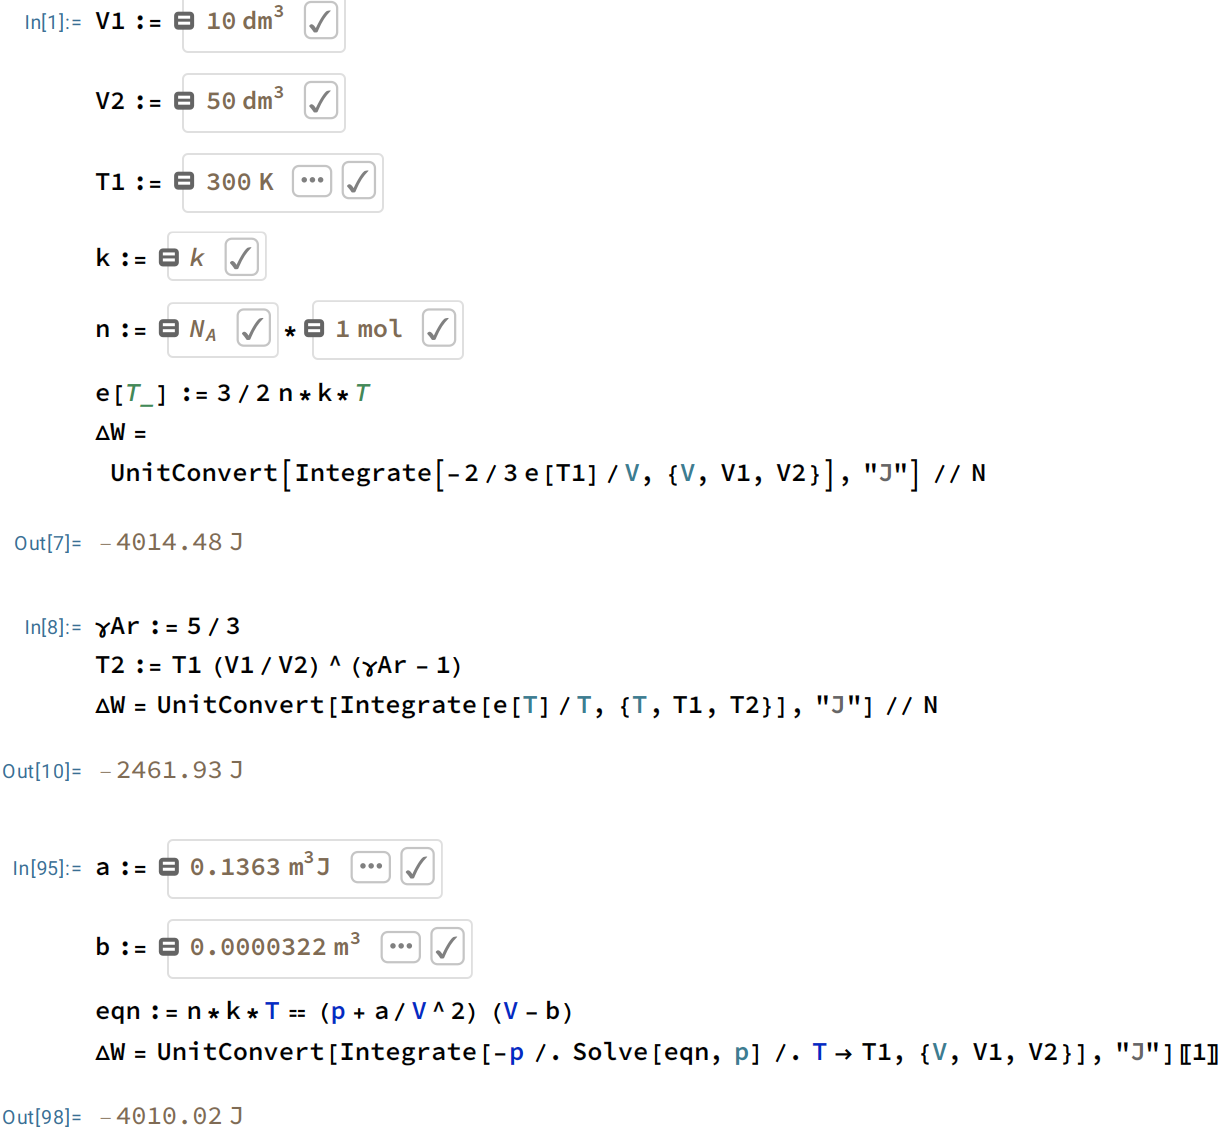 In[1]:= V1 := 10 dm³ ✓
V2 := 50 dm³ ✓
T1 := 300 K ··· ✓
k := k ✓
n := N_A ✓ * 1 mol ✓
e[T_] := 3 / 2 n * k * T
ΔW =
UnitConvert[Integrate[-2 / 3 e[T1] / V, {V, V1, V2}], "J"] // N
Out[7]= -4014.48 J
In[8]:= γAr := 5 / 3
T2 := T1 (V1 / V2) ^ (γAr - 1)
ΔW = UnitConvert[Integrate[e[T] / T, {T, T1, T2}], "J"] // N
Out[10]= -2461.93 J
In[95]:= a := 0.1363 m³J ··· ✓
b := 0.0000322 m³ ··· ✓
eqn := n * k * T == (p + a / V ^ 2) (V - b)
ΔW = UnitConvert[Integrate[-p /. Solve[eqn, p] /. T → T1, {V, V1, V2}], "J"]〚1〛
Out[98]= -4010.02 J